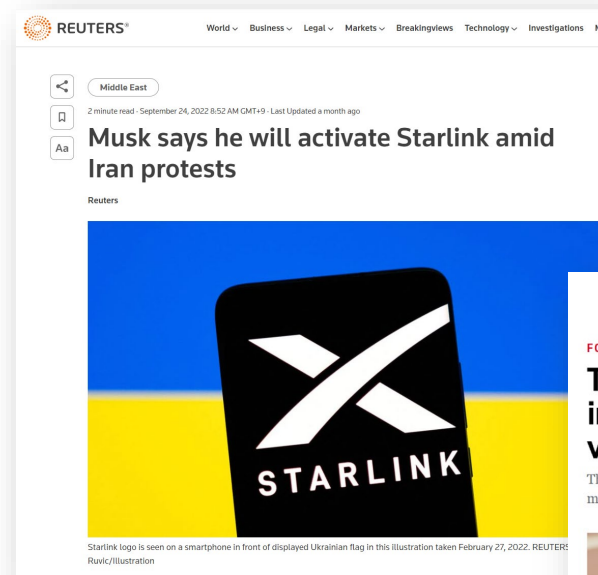 REUTERS®
World Business Legal Markets Breakingviews Technology Investigations
Middle East
2 minute read · September 24, 2022 8:52 AM GMT+9 · Last Updated a month ago
Aa
Musk says he will activate Starlink amid
Iran protests
Reuters
STARLINK
Starlink logo is seen on a smartphone in front of displayed Ukrainian flag in this illustration taken February 27, 2022. REUTERS
Ruvic/Illustration